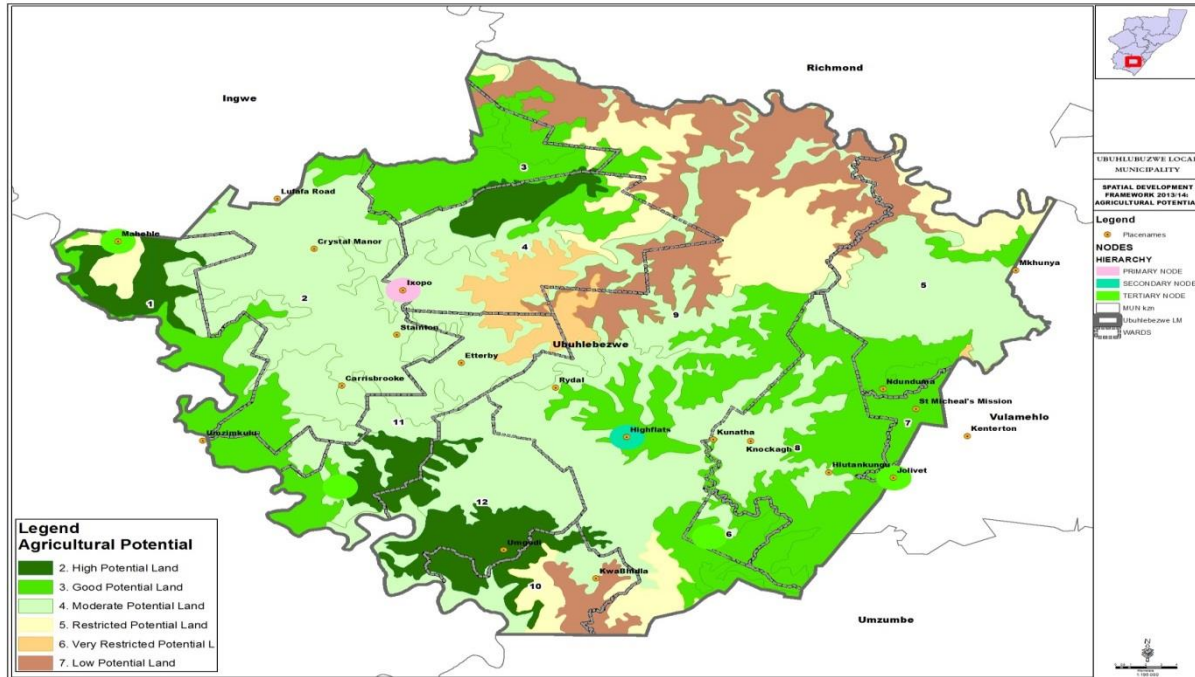 Richmond
Ingwe
Lufafa Road
Mahehle
Crystal Manor
Ixopo
Stainton
Etterby
Ubuhlebezwe
Rydal
Carrisbrooke
Umzimkulu
Highflats
Kunatha
Knockagh
Hlutankungu
Jolivet
Ndunduma
St Micheal's Mission
Kenterton
Vulamehlo
Mkhunya
KwaBhidla
Umzumbe
1
2
3
4
5
6
7
8
9
10
11
12
Legend
Agricultural Potential
2. High Potential Land
3. Good Potential Land
4. Moderate Potential Land
5. Restricted Potential Land
6. Very Restricted Potential L
7. Low Potential Land
UBUHLUBUZWE LOCAL
MUNICIPALITY
SPATIAL DEVELOPMENT
FRAMEWORK 2013/14:
AGRICULTURAL POTENTIAL
Legend
Placenames
NODES
HIERARCHY
PRIMARY NODE
SECONDARY NODE
TERTIARY NODE
MUN kzn
Ubuhlebezwe LM
WARDS